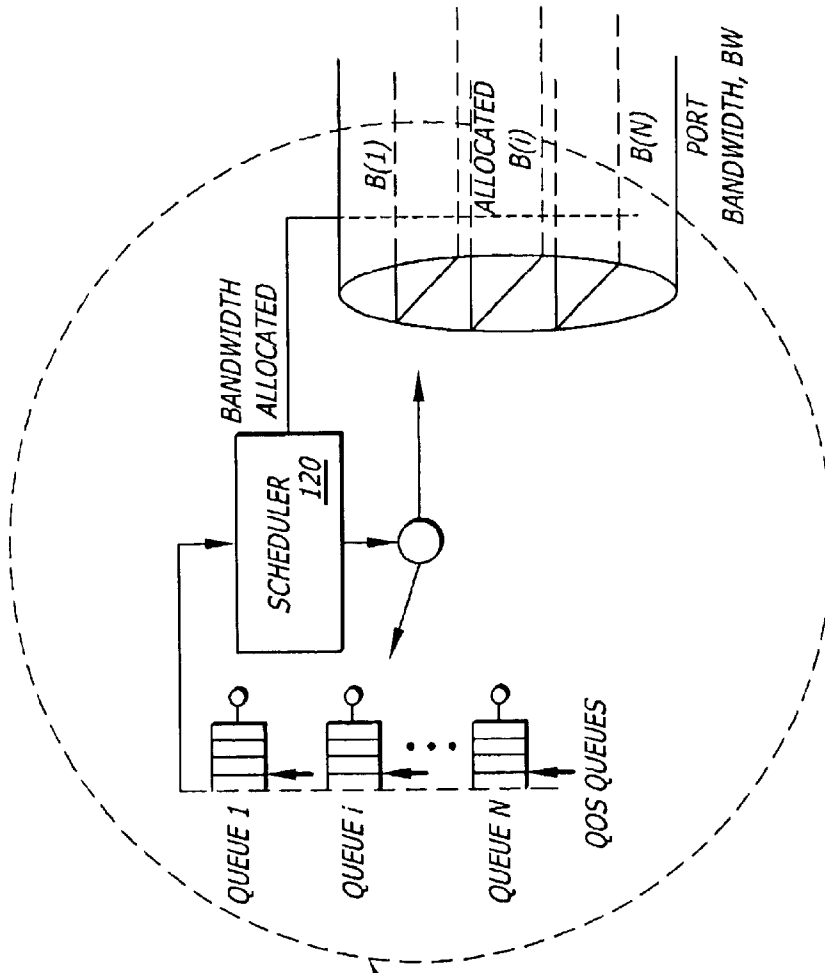 QUEUE 1
QUEUE i
QUEUE N
QOS QUEUES
SCHEDULER
120
BANDWIDTH
ALLOCATED
B(1)
ALLOCATED
B(i)
B(N)
PORT
BANDWIDTH, BW